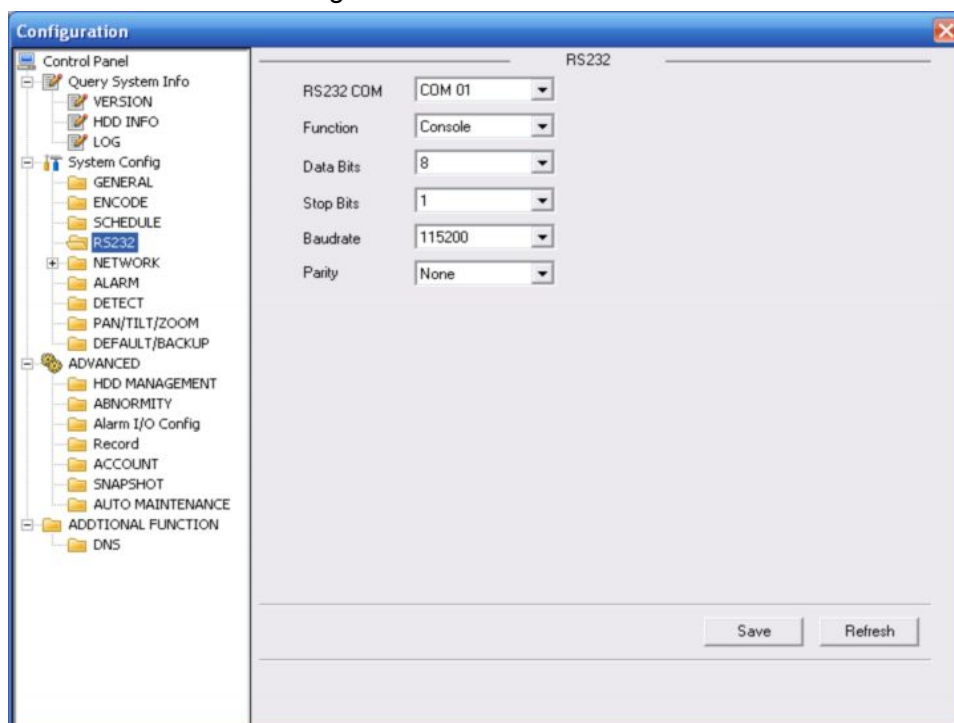 Configuration
Control Panel
Query System Info
VERSION
HDD INFO
LOG
System Config
GENERAL
ENCODE
SCHEDULE
RS232
NETWORK
ALARM
DETECT
PAN/TILT/ZOOM
DEFAULT/BACKUP
ADVANCED
HDD MANAGEMENT
ABNORMITY
Alarm I/O Config
Record
ACCOUNT
SNAPSHOT
AUTO MAINTENANCE
ADDTIONAL FUNCTION
DNS
RS232
RS232 COM COM 01
Function Console
Data Bits 8
Stop Bits 1
Baudrate 115200
Parity None
Save Refresh